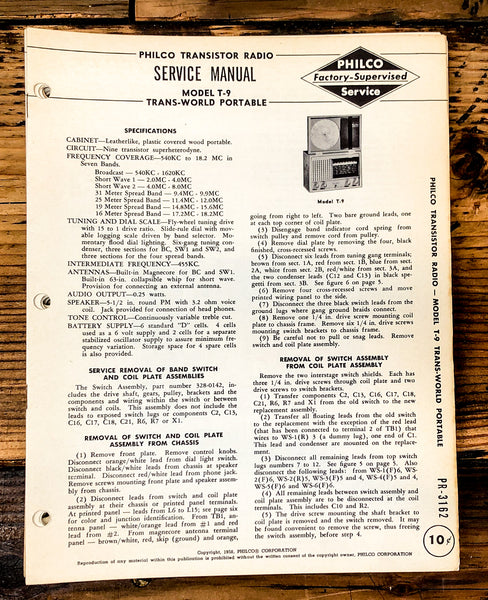 PHILCO TRANSISTOR RADIO
SERVICE MANUAL
MODEL T-9
TRANS-WORLD PORTABLE
PHILCO
Factory-Supervised
Service
SPECIFICATIONS
CABINET—Leatherlike, plastic covered wood portable.
CIRCUIT—Nine transistor superheterodyne.
FREQUENCY COVERAGE—540KC to 18.2 MC in
Seven Bands.
Broadcast — 540KC - 1620KC
Short Wave 1 — 2.0MC - 4.0MC
Short Wave 2 — 4.0MC - 8.0MC
31 Meter Spread Band — 9.4MC - 9.9MC
25 Meter Spread Band — 11.4MC - 12.0MC
19 Meter Spread Band — 14.8MC - 15.6MC
16 Meter Spread Band — 17.2MC - 18.2MC
TUNING AND DIAL SCALE—Fly-wheel tuning drive
with 15 to 1 drive ratio. Slide-rule dial with mov-
able logging scale driven by band selector. Mo-
mentary flood dial lighting. Six-gang tuning con-
denser, three sections for BC, SW1 and SW2, and
three sections for the four spread bands.
INTERMEDIATE FREQUENCY—455KC.
ANTENNAS—Built-in Magnecor for BC and SW1.
Built-in 63-in. collapsible whip for short wave.
Provision for connecting an external antenna.
AUDIO OUTPUT—0.25 watts.
SPEAKER—5-1/2 in. round PM with 3.2 ohm voice
coil. Jack provided for connection of head phones.
TONE CONTROL—Continuously variable treble cut.
BATTERY SUPPLY—6 standard "D" cells. 4 cells
used as a 6 volt supply and 2 cells for a separate
stabilized oscillator supply to assure minimum fre-
quency variation. Storage space for 4 spare cells
is also provided.
SERVICE REMOVAL OF BAND SWITCH
AND COIL PLATE ASSEMBLIES
The Switch Assembly, part number 328-0142, in-
cludes the drive shaft, gears, pulley, brackets and the
components and wiring within the switch or between
switch and coils. This assembly does not include the
leads to exposed switch lugs or components C2, C13,
C16, C17, C18, C21, R6, R7 or X1.
REMOVAL OF SWITCH AND COIL PLATE
ASSEMBLY FROM CHASSIS
(1) Remove front plate. Remove control knobs.
Disconnect orange/white lead from dial light switch.
Disconnect black/white leads from chassis at speaker
terminal. Disconnect red/white lead from phone jack.
Remove screws mounting front plate and speaker assem-
bly from chassis.
(2) Disconnect leads from switch and coil plate
assembly at their chassis or printed panel terminals.
At printed panel — leads from L6 to L15; see page six
for color and junction identification. From TB1, an-
tenna panel — white/orange lead from #1 and red
lead from #2. From magnecore antenna terminal
panel — brown/white, red, skip (ground) and orange,
Model T-9
going from right to left. Two bare ground leads, one
at each top corner of coil plate.
(3) Disengage band indicator cord spring from
switch pulley and remove cord from pulley.
(4) Remove dial plate by removing the four, black
finished, cross-recessed screws.
(5) Disconnect six leads from tuning gang terminals;
brown from sect. 1A, red from sect. 1B, blue from sect.
2A, white from sect. 2B, red/white from sect. 3A, and
the two condenser leads (C12 and C13) in black spa-
getti from sect. 3B. See figure 6 on page 5.
(6) Remove four cross-recessed screws and move
printed wiring panel to the side.
(7) Disconnect the three black switch leads from the
ground lugs where gang ground braids connect.
(8) Remove one 1/4 in. drive screw mounting coil
plate to chassis frame. Remove six 1/4 in. drive screws
mounting switch brackets to chassis frame.
(9) Be careful not to pull or snag leads. Remove
switch and coil plate assembly.
REMOVAL OF SWITCH ASSEMBLY
FROM COIL PLATE ASSEMBLY
Remove the two interstage switch shields. Each has
three 1/4 in. drive screws through coil plate and two
drive screws to switch brackets.
(1) Transfer components C2, C13, C16, C17, C18,
C21, R6, R7 and X1 from the old switch to the new
replacement assembly.
(2) Transfer all floating leads from the old switch
to the replacement with the exception of the red lead
(that has been connected to terminal 2 of TB1) that
wires to WS-1(R) 3 (a dummy lug), one end of C1.
This lead and condenser are mounted on the replace-
ment.
(3) Disconnect all leads from following on top switch
lugs numbers 7 to 12. See figure 5 on page 5. Also
disconnect the following leads: from WS-1(F)6, WS-
2(F)6, WS-2(R)5, WS-3(F)5 and 4, WS-4(F)5 and 4,
WS-5(F)6 and WS-6(F)6.
(4) All remaining leads between switch assembly and
coil plate assembly are to be disconnected at the coil
terminals. This includes C10 and R2.
(5) The drive screw mounting the shaft bracket to
coil plate is removed and the switch removed. It may
be found convenient to remove the screw, thus freeing
the switch assembly, before step 4.
Copyright, 1958, PHILCO® CORPORATION
Reproduction of any material within this publication is prohibited without the written consent of the copyright owner, PHILCO CORPORATION
PHILCO TRANSISTOR RADIO - MODEL T-9 TRANS-WORLD PORTABLE
PR-3162
10¢